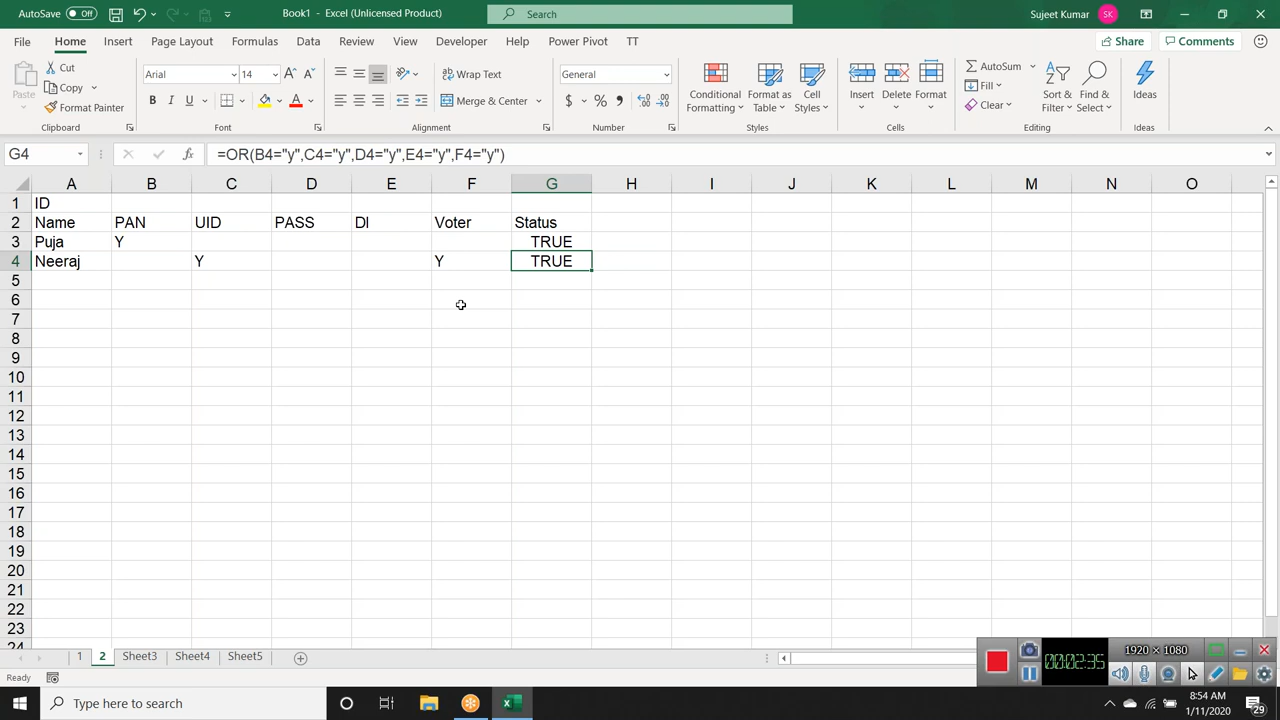 AutoSave Off Book1 - Excel (Unlicensed Product) Search Sujeet Kumar SK
File Home Insert Page Layout Formulas Data Review View Developer Help Power Pivot TT Share Comments
Paste Cut Copy Format Painter
Arial 14 A A B I U A
Wrap Text Merge & Center
General $ % ,
Conditional Formatting Format as Table Cell Styles
Insert Delete Format
AutoSum Fill Clear Sort & Filter Find & Select
Ideas
Clipboard Font Alignment Number Styles Cells Editing Ideas
G4 fx =OR(B4="y",C4="y",D4="y",E4="y",F4="y")
A B C D E F G H I J K L M N O
1 ID
2 Name PAN UID PASS Dl Voter Status
3 Puja Y TRUE
4 Neeraj Y Y TRUE
5
6
7
8
9
10
11
12
13
14
15
16
17
18
19
20
21
22
23
24
1 2 Sheet3 Sheet4 Sheet5
Ready
00:02:35 1920 × 1080
Type here to search
8:54 AM
1/11/2020 29